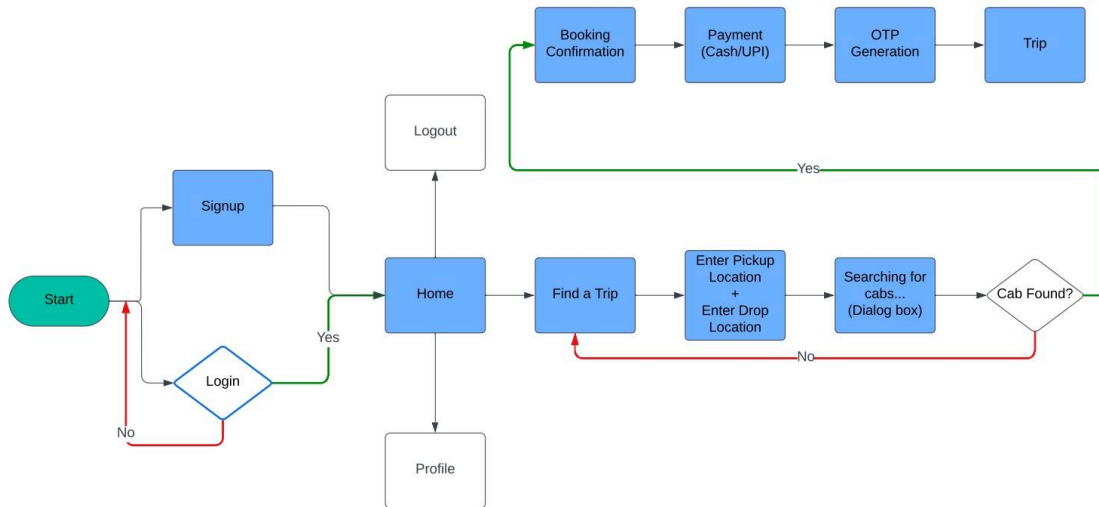 Booking
Confirmation
Payment
(Cash/UPI)
OTP
Generation
Trip
Logout
Yes
Signup
Start
Home
Find a Trip
Enter Pickup
Location
+
Enter Drop
Location
Searching for
cabs...
(Dialog box)
Cab Found?
Yes
No
Login
No
Profile